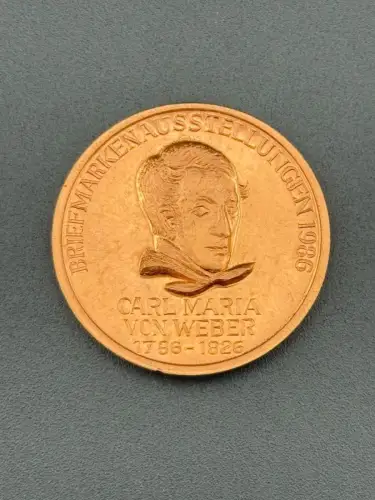 BRIEFMARKENAUSSTELLUNGEN 1986
CARL MARIA
VON WEBER
1786-1826